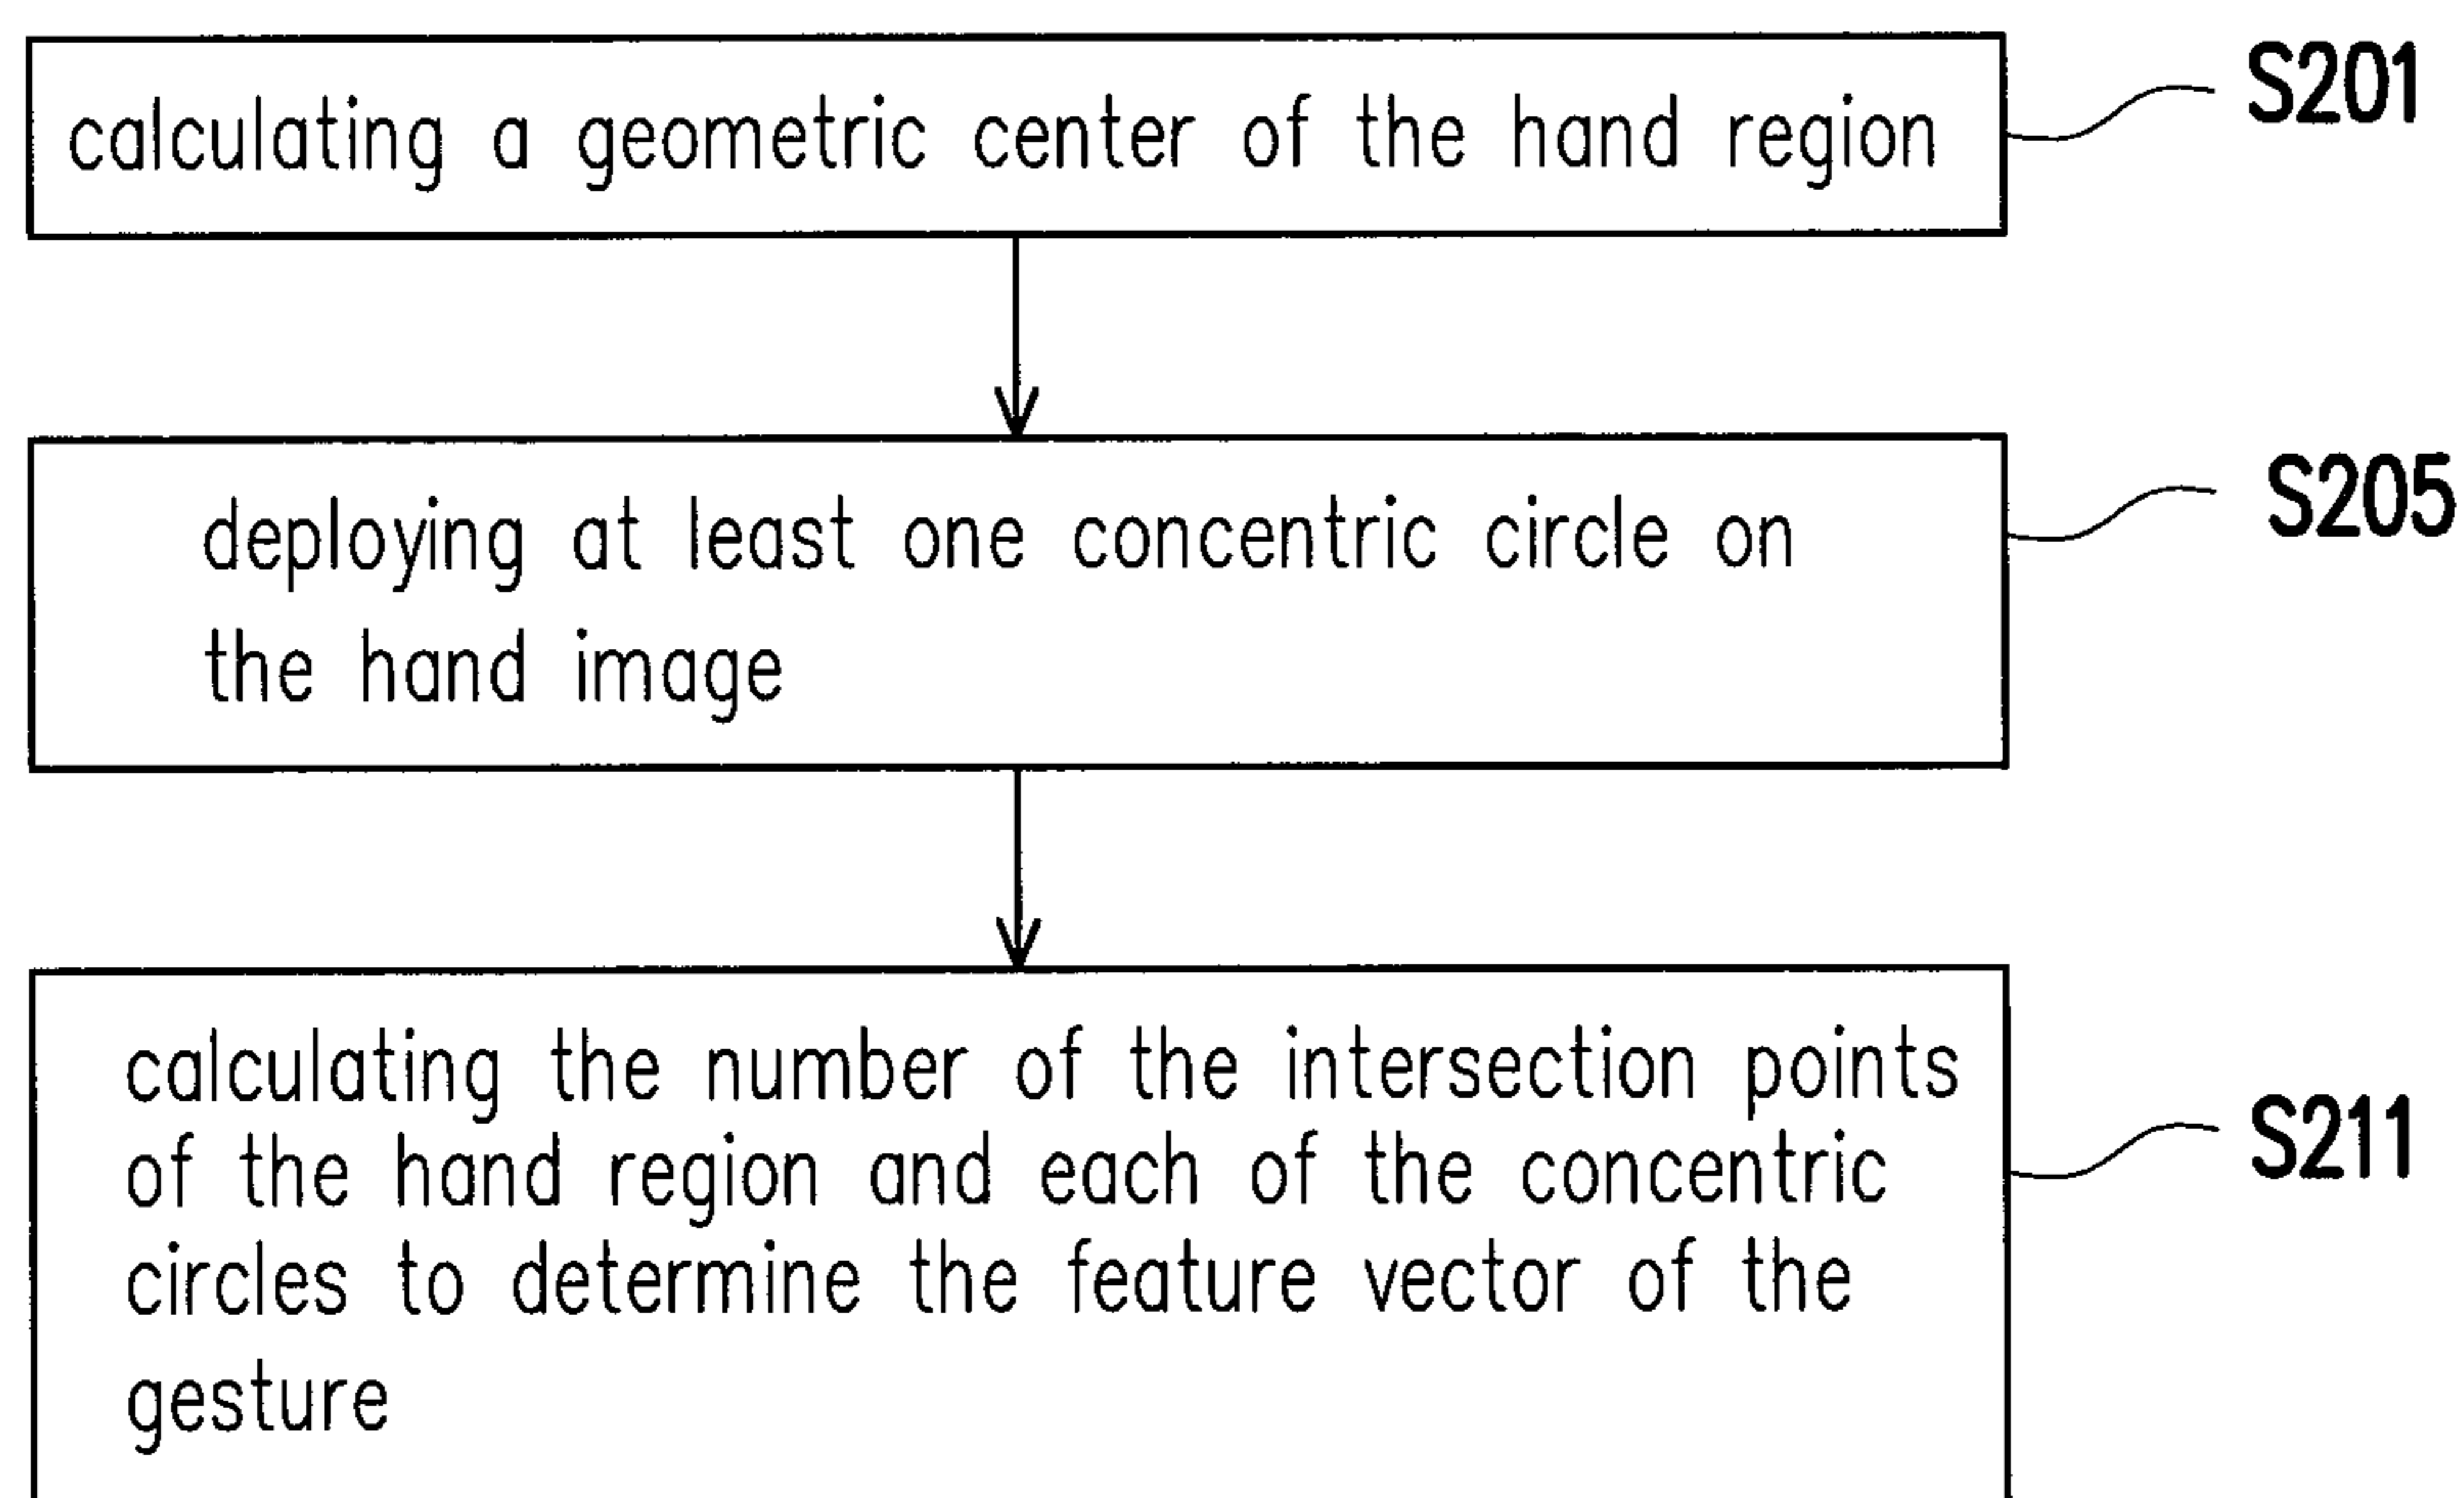 calculating a geometric center of the hand region
S201
deploying at least one concentric circle on
the hand image
S205
calculating the number of the intersection points
of the hand region and each of the concentric
circles to determine the feature vector of the
gesture
S211